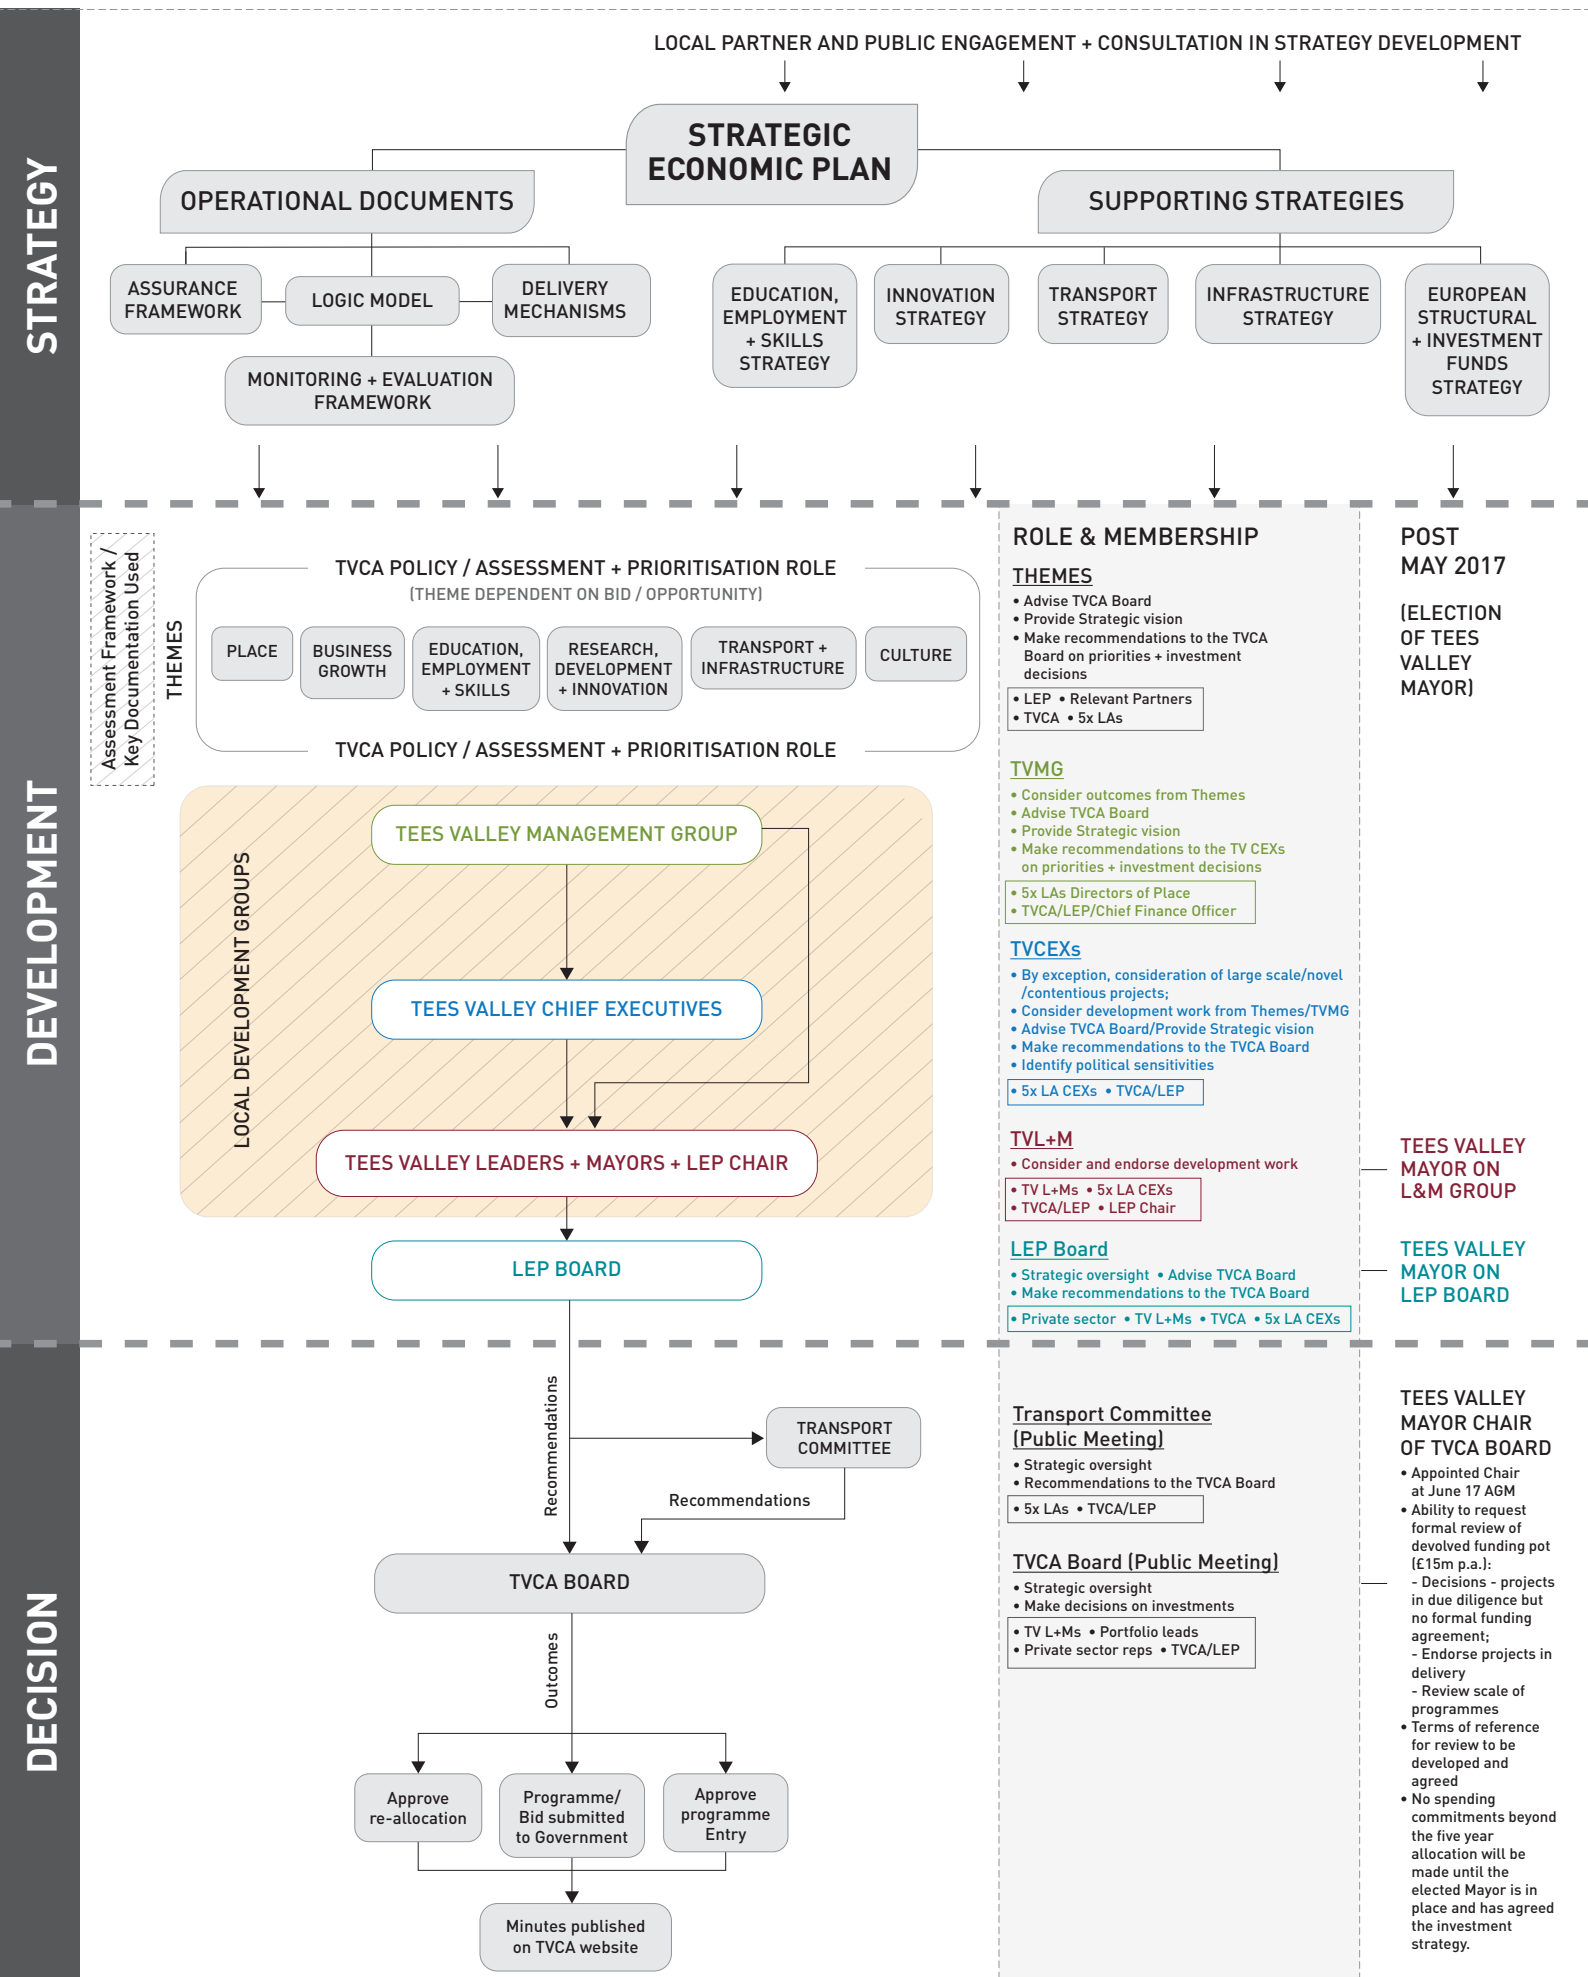 STRATEGY
LOCAL PARTNER AND PUBLIC ENGAGEMENT + CONSULTATION IN STRATEGY DEVELOPMENT
STRATEGIC
ECONOMIC PLAN
OPERATIONAL DOCUMENTS
SUPPORTING STRATEGIES
ASSURANCE
FRAMEWORK
LOGIC MODEL
DELIVERY
MECHANISMS
MONITORING + EVALUATION
FRAMEWORK
EDUCATION,
EMPLOYMENT
+ SKILLS
STRATEGY
INNOVATION
STRATEGY
TRANSPORT
STRATEGY
INFRASTRUCTURE
STRATEGY
EUROPEAN
STRUCTURAL
+ INVESTMENT
FUNDS
STRATEGY
DEVELOPMENT
Assessment Framework /
Key Documentation Used
THEMES
TVCA POLICY / ASSESSMENT + PRIORITISATION ROLE
(THEME DEPENDENT ON BID / OPPORTUNITY)
PLACE
BUSINESS
GROWTH
EDUCATION,
EMPLOYMENT
+ SKILLS
RESEARCH,
DEVELOPMENT
+ INNOVATION
TRANSPORT +
INFRASTRUCTURE
CULTURE
TVCA POLICY / ASSESSMENT + PRIORITISATION ROLE
LOCAL DEVELOPMENT GROUPS
TEES VALLEY MANAGEMENT GROUP
TEES VALLEY CHIEF EXECUTIVES
TEES VALLEY LEADERS + MAYORS + LEP CHAIR
LEP BOARD
ROLE & MEMBERSHIP
THEMES
• Advise TVCA Board
• Provide Strategic vision
• Make recommendations to the TVCA
Board on priorities + investment
decisions
• LEP • Relevant Partners
• TVCA • 5x LAs
TVMG
• Consider outcomes from Themes
• Advise TVCA Board
• Provide Strategic vision
• Make recommendations to the TV CEXs
on priorities + investment decisions
• 5x LAs Directors of Place
• TVCA/LEP/Chief Finance Officer
TVCEXs
• By exception, consideration of large scale/novel
/contentious projects;
• Consider development work from Themes/TVMG
• Advise TVCA Board/Provide Strategic vision
• Make recommendations to the TVCA Board
• Identify political sensitivities
• 5x LA CEXs • TVCA/LEP
TVL+M
• Consider and endorse development work
• TV L+Ms • 5x LA CEXs
• TVCA/LEP • LEP Chair
LEP Board
• Strategic oversight • Advise TVCA Board
• Make recommendations to the TVCA Board
• Private sector • TV L+Ms • TVCA • 5x LA CEXs
POST
MAY 2017
(ELECTION
OF TEES
VALLEY
MAYOR)
TEES VALLEY
MAYOR ON
L&M GROUP
TEES VALLEY
MAYOR ON
LEP BOARD
DECISION
Recommendations
TRANSPORT
COMMITTEE
Recommendations
TVCA BOARD
Outcomes
Approve
re-allocation
Programme/
Bid submitted
to Government
Approve
programme
Entry
Minutes published
on TVCA website
Transport Committee
(Public Meeting)
• Strategic oversight
• Recommendations to the TVCA Board
• 5x LAs • TVCA/LEP
TVCA Board (Public Meeting)
• Strategic oversight
• Make decisions on investments
• TV L+Ms • Portfolio leads
• Private sector reps • TVCA/LEP
TEES VALLEY
MAYOR CHAIR
OF TVCA BOARD
• Appointed Chair
at June 17 AGM
• Ability to request
formal review of
devolved funding pot
(£15m p.a.):
- Decisions - projects
in due diligence but
no formal funding
agreement;
- Endorse projects in
delivery
- Review scale of
programmes
• Terms of reference
for review to be
developed and
agreed
• No spending
commitments beyond
the five year
allocation will be
made until the
elected Mayor is in
place and has agreed
the investment
strategy.